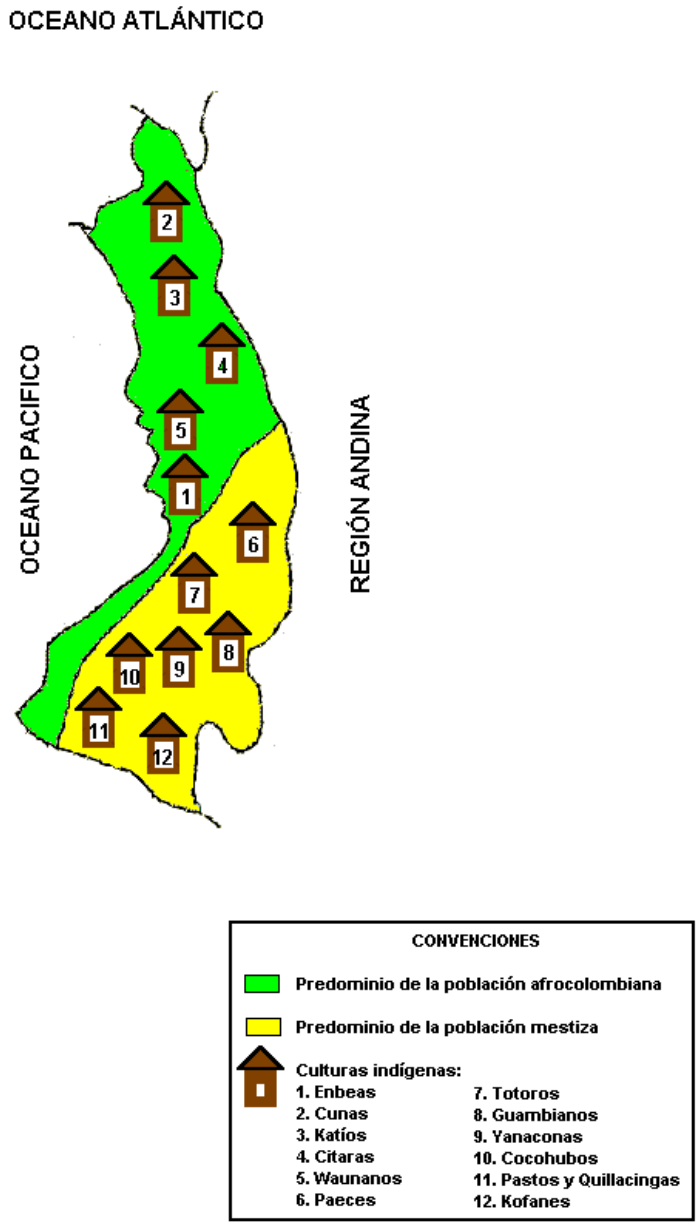 OCEANO ATLÁNTICO
2
3
4
5
1
OCEANO PACIFICO
REGIÓN ANDINA
6
7
8
9
10
11
12
CONVENCIONES
Predominio de la población afrocolombiana
Predominio de la población mestiza
Culturas indígenas:
1. Enbeas
2. Cunas
3. Katíos
4. Citaras
5. Waunanos
6. Paeces
7. Totoros
8. Guambianos
9. Yanaconas
10. Cocohubos
11. Pastos y Quillacingas
12. Kofanes